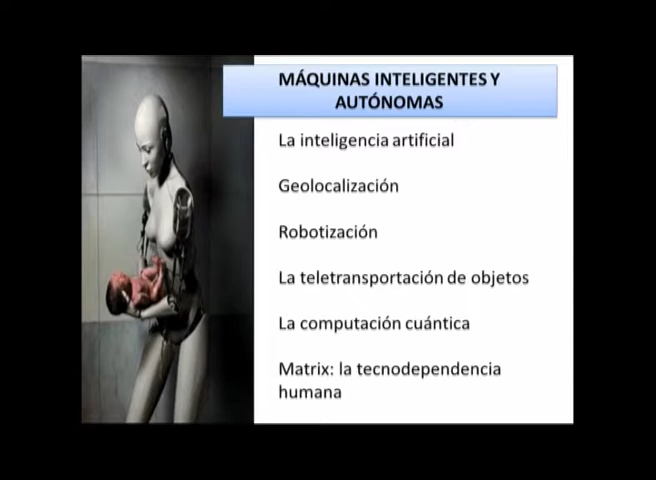 MÁQUINAS INTELIGENTES Y
AUTÓNOMAS
La inteligencia artificial
Geolocalización
Robotización
La teletransportación de objetos
La computación cuántica
Matrix: la tecnodependencia
humana